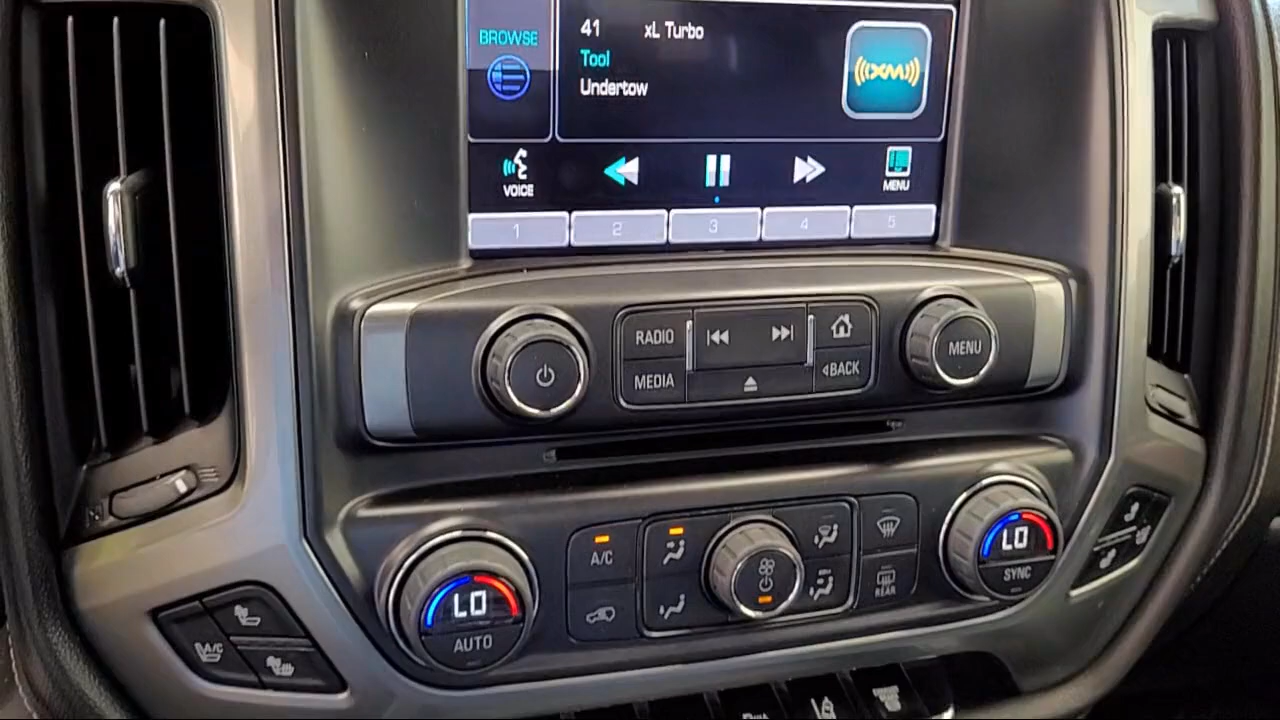 BROWSE
41 xL Turbo
Tool
Undertow
((XM))
VOICE
MENU
1 2 3 4 5
RADIO
MEDIA
BACK
MENU
A/C
LO
AUTO
REAR
LO
SYNC
A/C